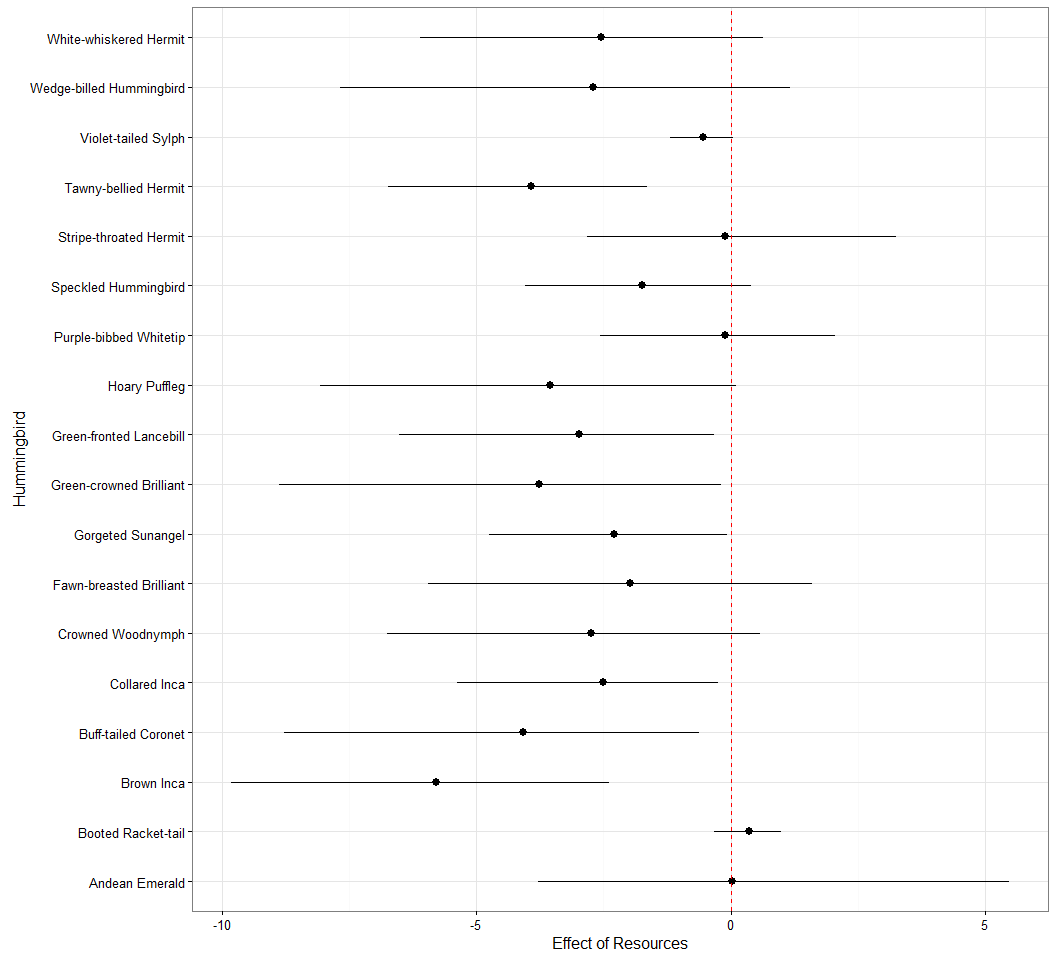 White-whiskered Hermit
Wedge-billed Hummingbird
Violet-tailed Sylph
Tawny-bellied Hermit
Stripe-throated Hermit
Speckled Hummingbird
Purple-bibbed Whitetip
Hoary Puffleg
Green-fronted Lancebill
Green-crowned Brilliant
Gorgeted Sunangel
Fawn-breasted Brilliant
Crowned Woodnymph
Collared Inca
Buff-tailed Coronet
Brown Inca
Booted Racket-tail
Andean Emerald
Hummingbird
-10 -5 0 5
Effect of Resources